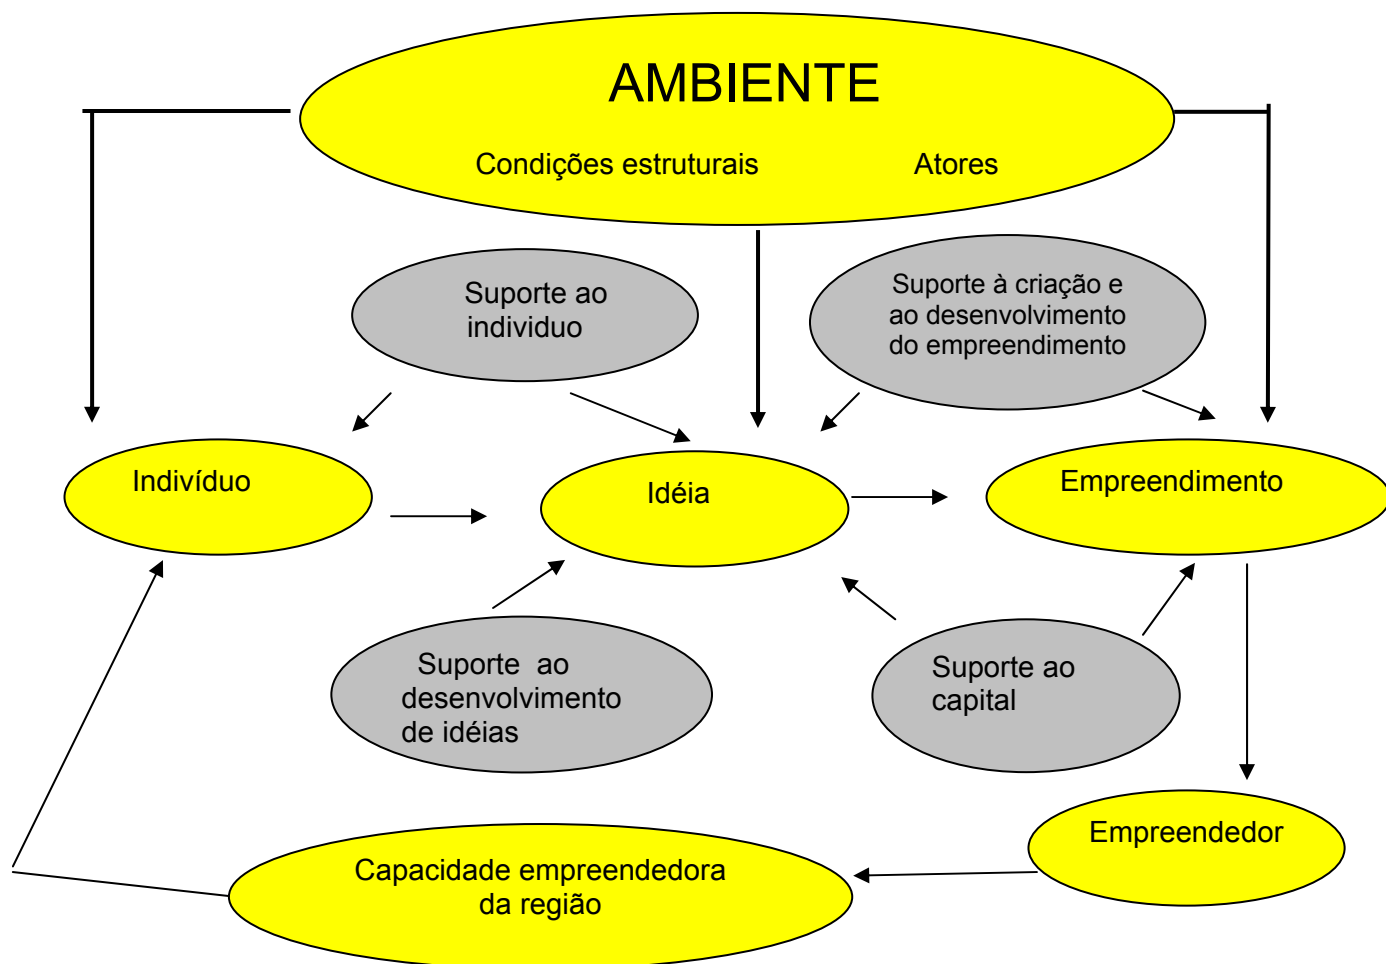 AMBIENTE
Condições estruturais Atores
Suporte ao
individuo
Suporte à criação e
ao desenvolvimento
do empreendimento
Indivíduo
Idéia
Empreendimento
Suporte ao
desenvolvimento
de idéias
Suporte ao
capital
Empreendedor
Capacidade empreendedora
da região